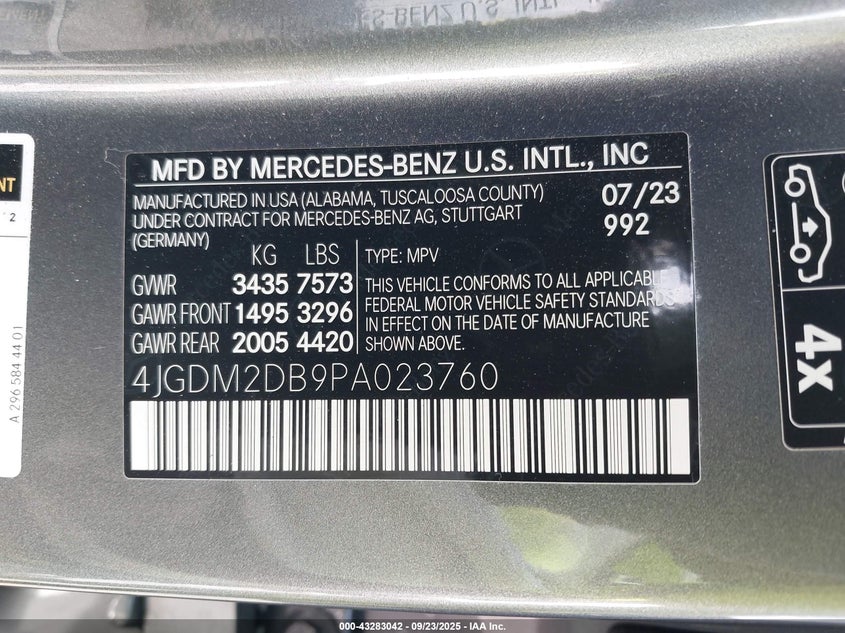 MFD BY MERCEDES-BENZ U.S. INTL., INC
MANUFACTURED IN USA (ALABAMA, TUSCALOOSA COUNTY)
UNDER CONTRACT FOR MERCEDES-BENZ AG, STUTTGART
(GERMANY)
07/23
992
KG LBS
GWR 3435 7573
GAWR FRONT 1495 3296
GAWR REAR 2005 4420
TYPE: MPV
THIS VEHICLE CONFORMS TO ALL APPLICABLE
FEDERAL MOTOR VEHICLE SAFETY STANDARDS
IN EFFECT ON THE DATE OF MANUFACTURE
SHOWN ABOVE.
4JGDM2DB9PA023760
A 296 584 44 01
4x
000-43283042 - 09/23/2025 - IAA Inc.